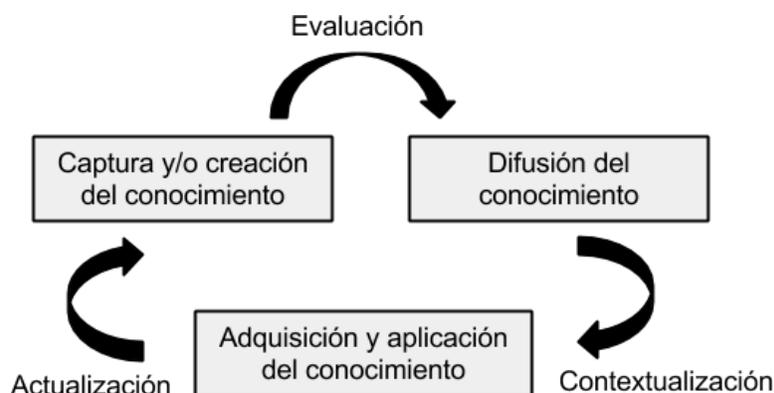 Evaluación
Captura y/o creación
del conocimiento
Difusión del
conocimiento
Adquisición y aplicación
del conocimiento
Actualización
Contextualización